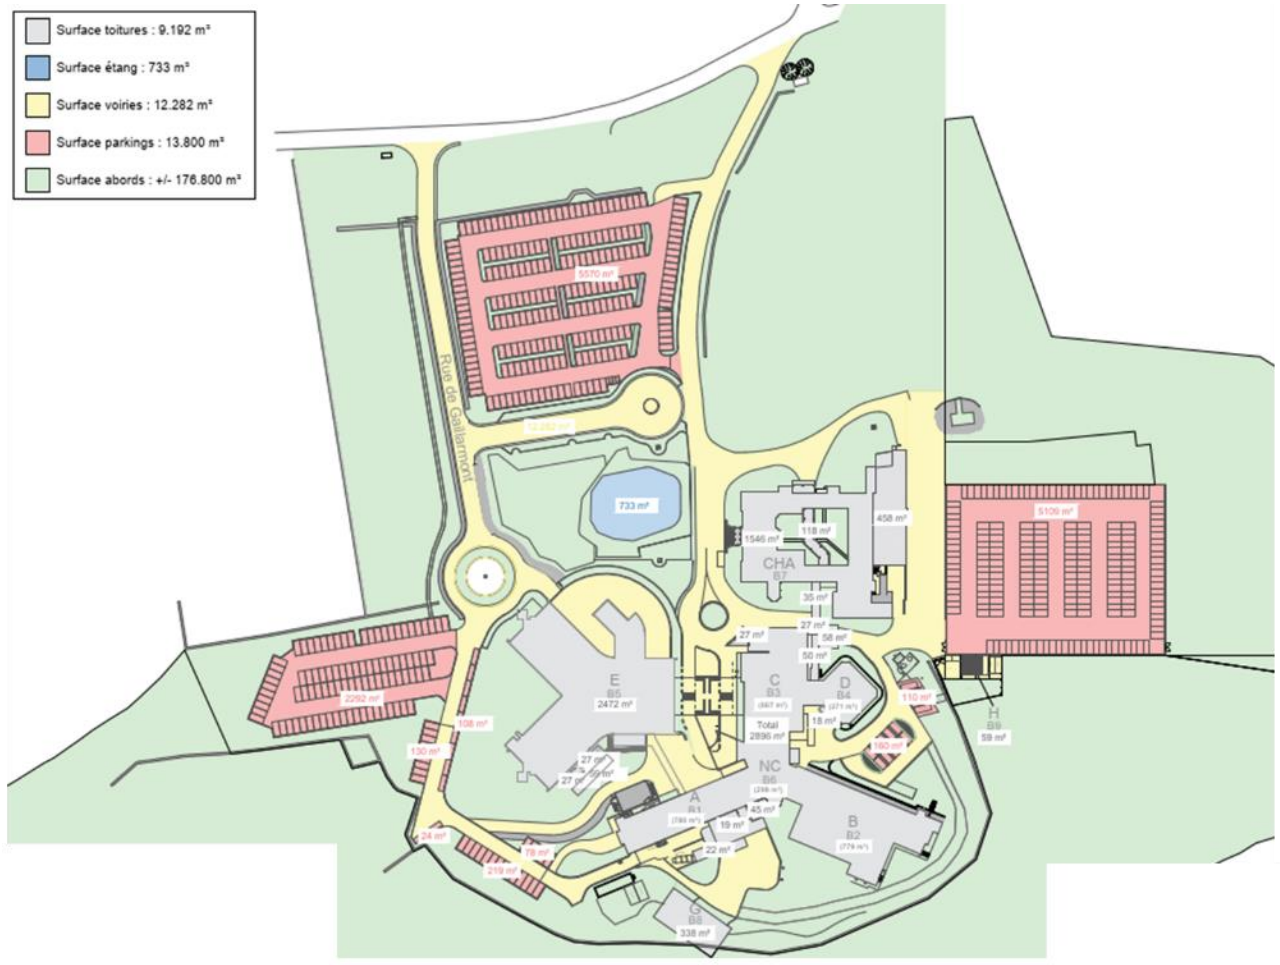 Surface toitures : 9.192 m²
Surface étang : 733 m²
Surface voiries : 12.282 m²
Surface parkings : 13.800 m²
Surface abords : +/- 176.800 m²
5570 m²
Rue de Gaillarmont
12.282 m²
733 m²
5109 m²
458 m²
118 m²
1546 m²
CHA
B7
35 m²
27 m²
27 m²
58 m²
50 m²
E
B5
2472 m²
C
B3
D
B4
(371 m²)
110 m²
2292 m²
108 m²
130 m²
18 m²
Total
2896 m²
H
B9
59 m²
160 m²
27 m²
27 m²
NC
B6
A
B1
45 m²
19 m²
22 m²
B
B2
(775 m²)
24 m²
78 m²
219 m²
G
B8
338 m²